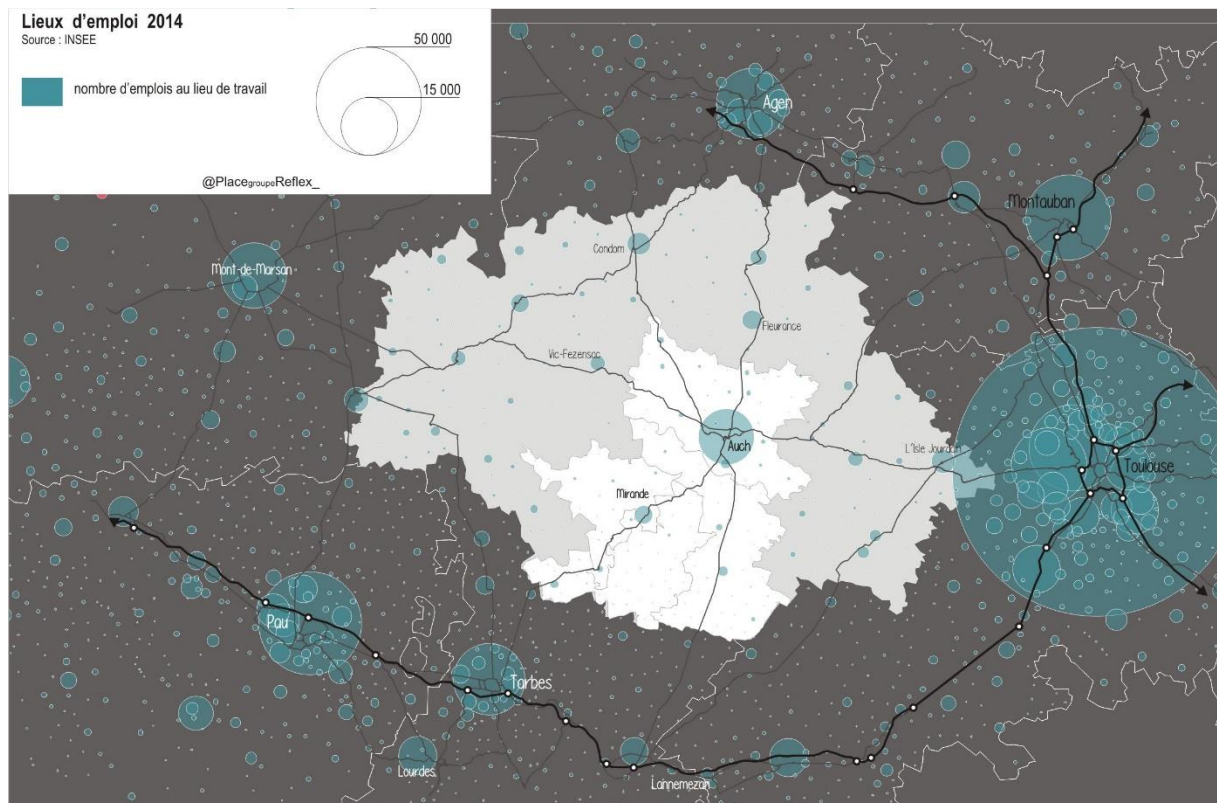 Lieux d'emploi 2014
Source : INSEE
50 000
nombre d'emplois au lieu de travail
15 000
@PlacegroupeReflex_
Agen
Montauban
Condom
Mont-de-Marsan
Fleurance
Vic-Fezensac
Auch
L'Isle Jourdain
Toulouse
Mirande
Pau
Tarbes
Lourdes
Lannemezan